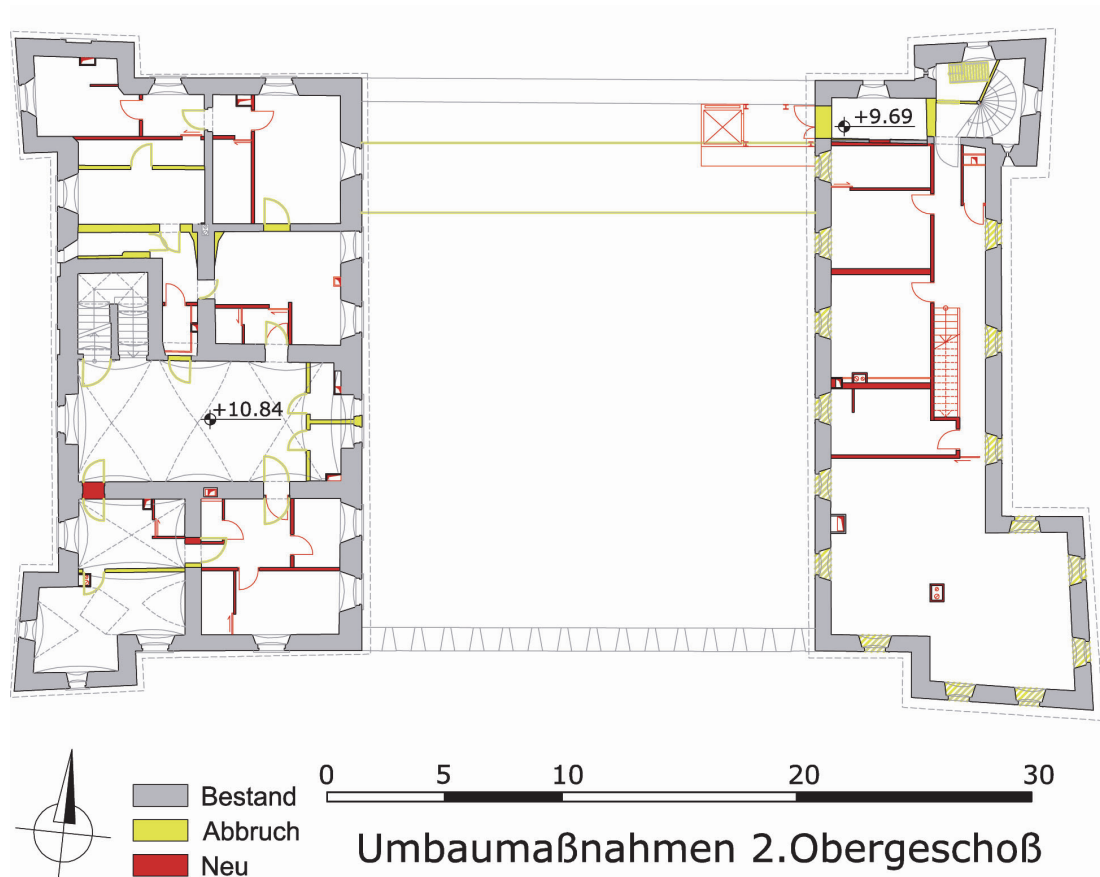 +9.69
+10.84
0 5 10 20 30
Bestand
Abbruch
Neu
Umbaumaßnahmen 2.Obergeschoß